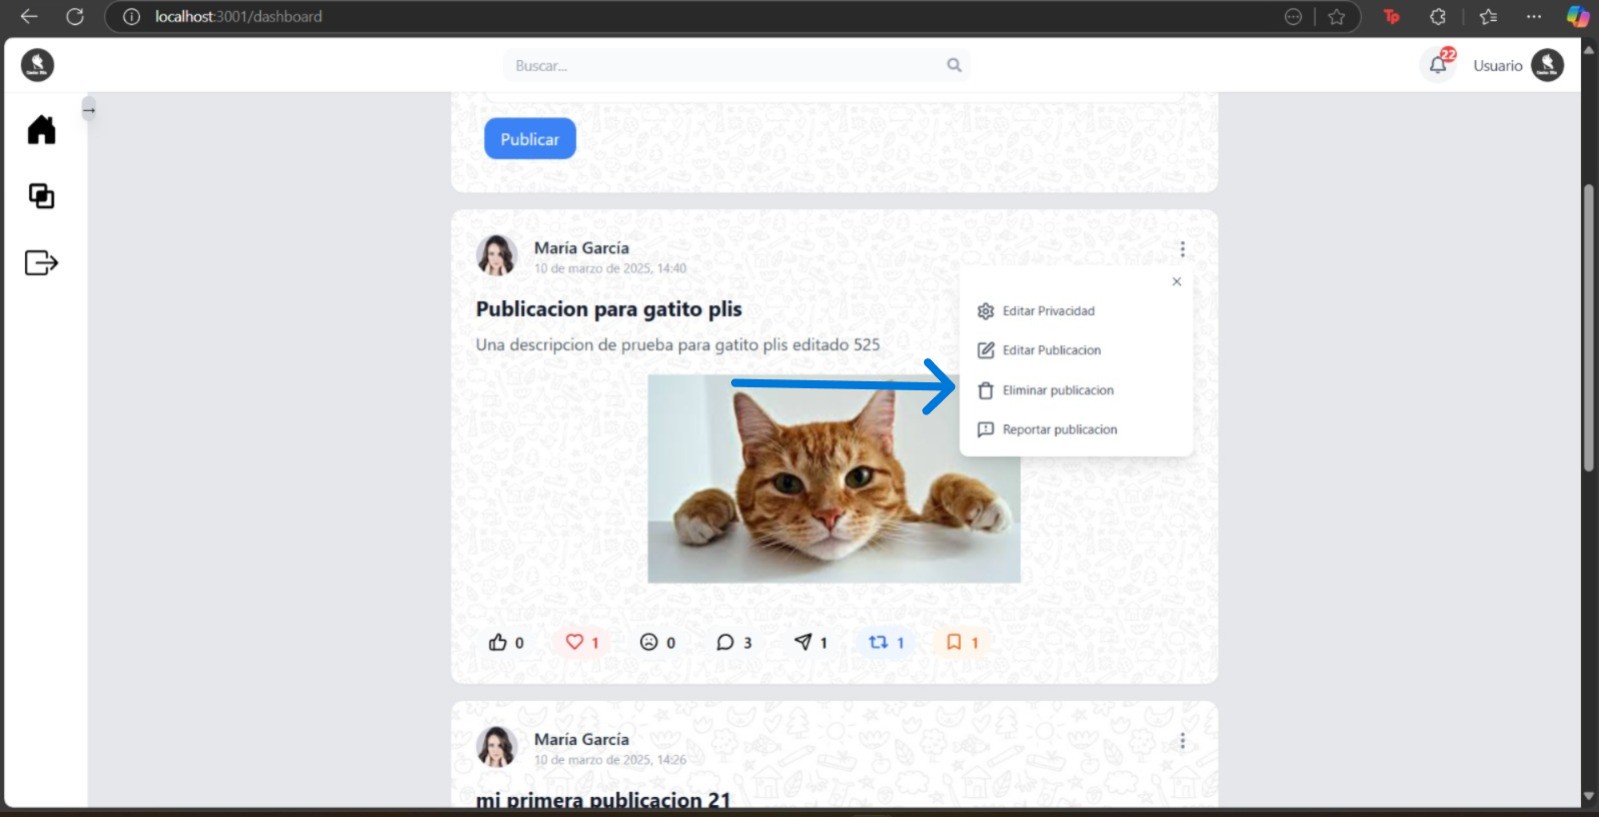 localhost:3001/dashboard
Buscar...
22
Usuario
Publicar
María García
10 de marzo de 2025, 14:40
Publicacion para gatito plis
Una descripcion de prueba para gatito plis editado 525
Editar Privacidad
Editar Publicacion
Eliminar publicacion
Reportar publicacion
0 1 0 3 1 1 1
María García
10 de marzo de 2025, 14:26
mi primera publicacion 21